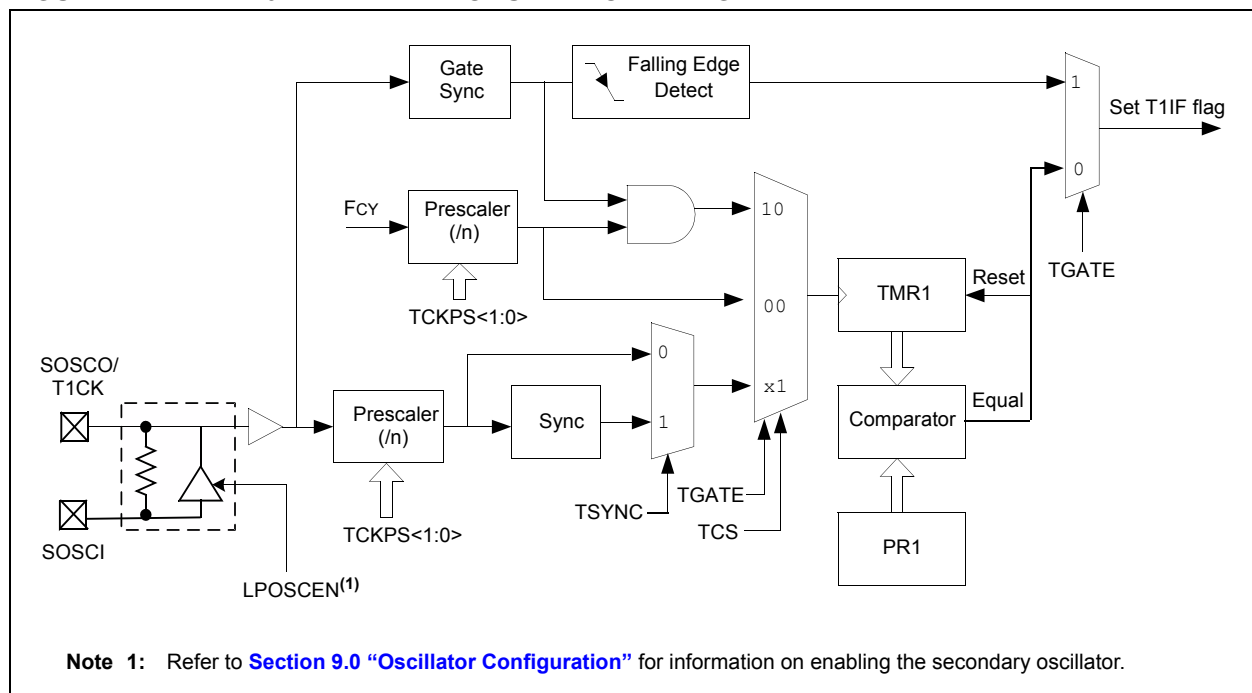 Gate
Sync
Falling Edge
Detect
1
Set T1IF flag
0
TGATE
FCY
Prescaler
(/n)
TCKPS<1:0>
10
00
x1
TMR1
Reset
SOSCO/
T1CK
SOSCI
Prescaler
(/n)
TCKPS<1:0>
Sync
0
1
TSYNC
TGATE
TCS
Comparator
Equal
PR1
LPOSCEN(1)
Note 1: Refer to Section 9.0 “Oscillator Configuration” for information on enabling the secondary oscillator.